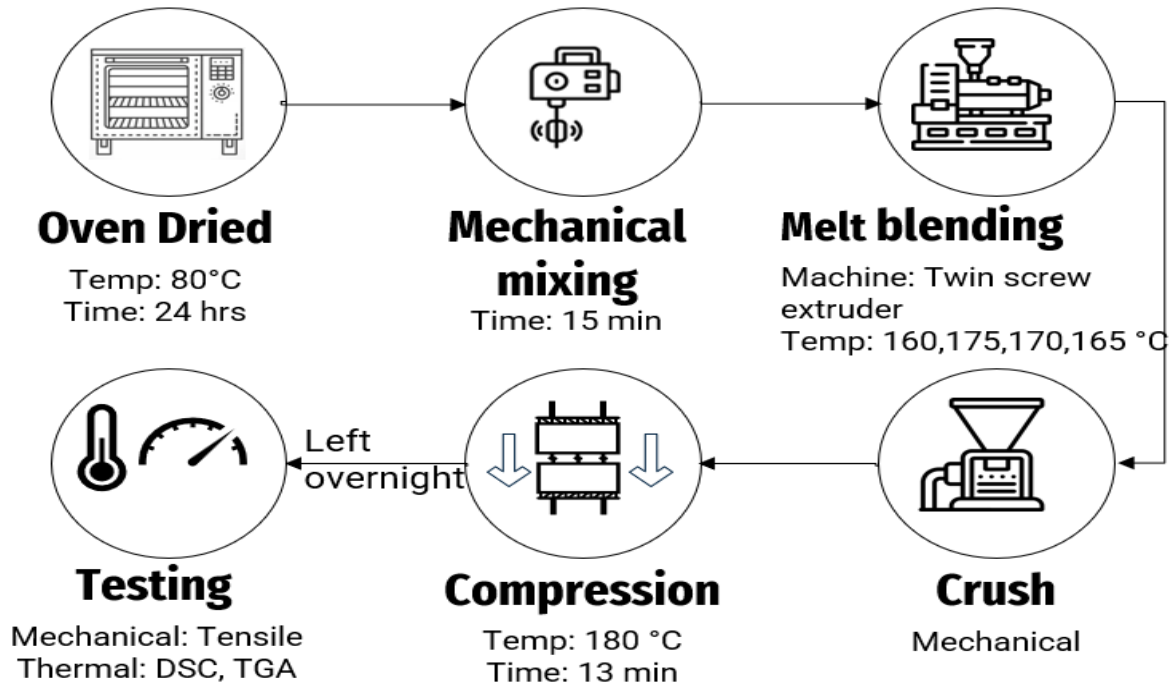 Oven Dried
Temp: 80°C
Time: 24 hrs
Mechanical
mixing
Time: 15 min
Melt blending
Machine: Twin screw
extruder
Temp: 160,175,170,165 °C
Crush
Mechanical
Compression
Temp: 180 °C
Time: 13 min
Left
overnight
Testing
Mechanical: Tensile
Thermal: DSC, TGA